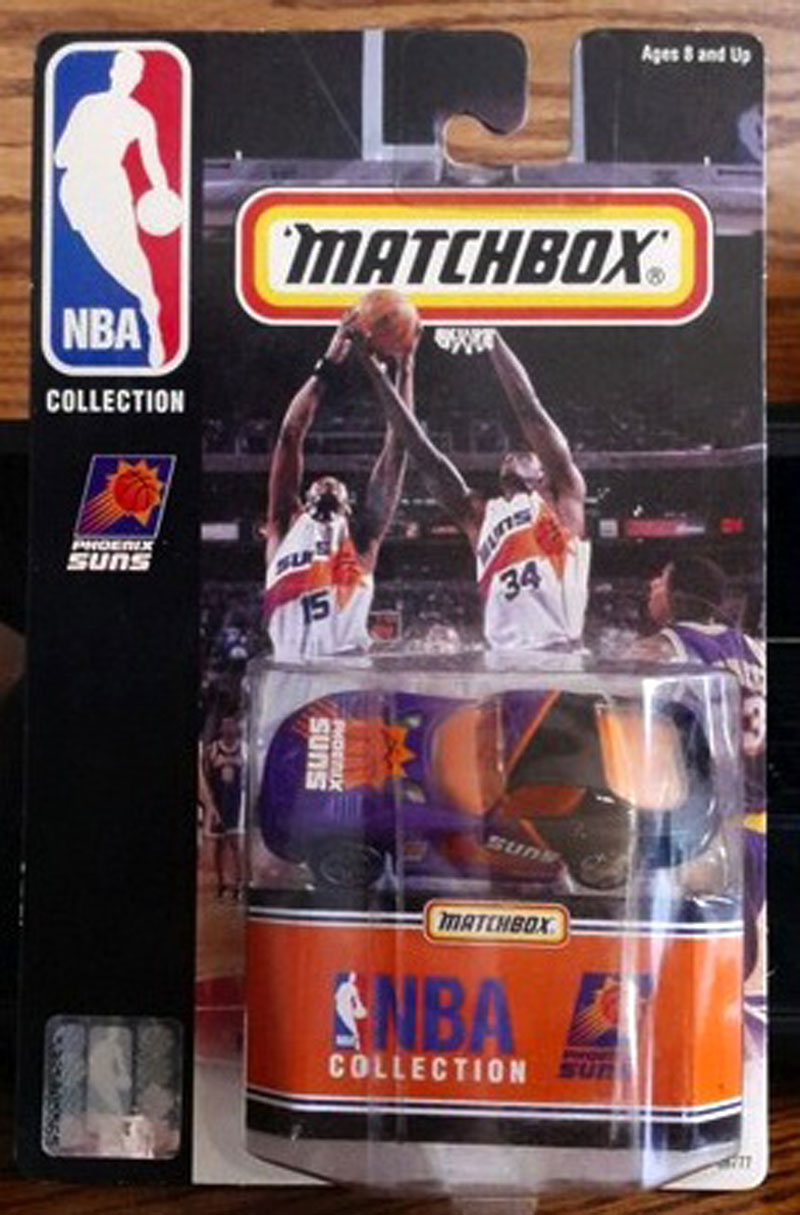 Ages 8 and Up
NBA
COLLECTION
PHOENIX
SUNS
'MATCHBOX'®
SUNS
15
SUNS
34
3
PHOENIX
SUNS
SUNS
MATCHBOX
NBA
COLLECTION
PHOENIX
SUNS